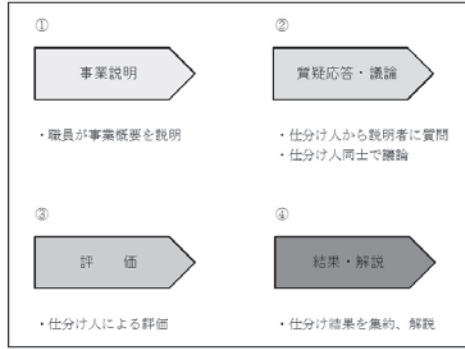 ①
事業説明
・職員が事業概要を説明
②
質疑応答・議論
・仕分け人から説明者に質問
・仕分け人同士で議論
③
評　価
・仕分け人による評価
④
結果・解説
・仕分け結果を集約、解説